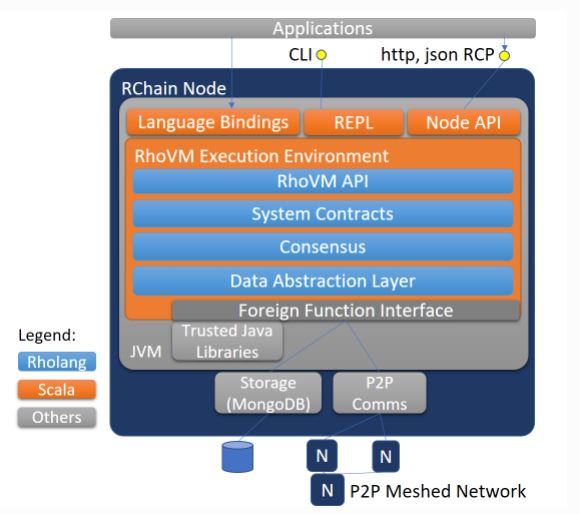 Applications
CLI
http, json RCP
RChain Node
Language Bindings
REPL
Node API
RhoVM Execution Environment
RhoVM API
System Contracts
Consensus
Data Abstraction Layer
Foreign Function Interface
Trusted Java
Libraries
JVM
Legend:
Rholang
Scala
Others
Storage
(MongoDB)
P2P
Comms
N
N
N
P2P Meshed Network